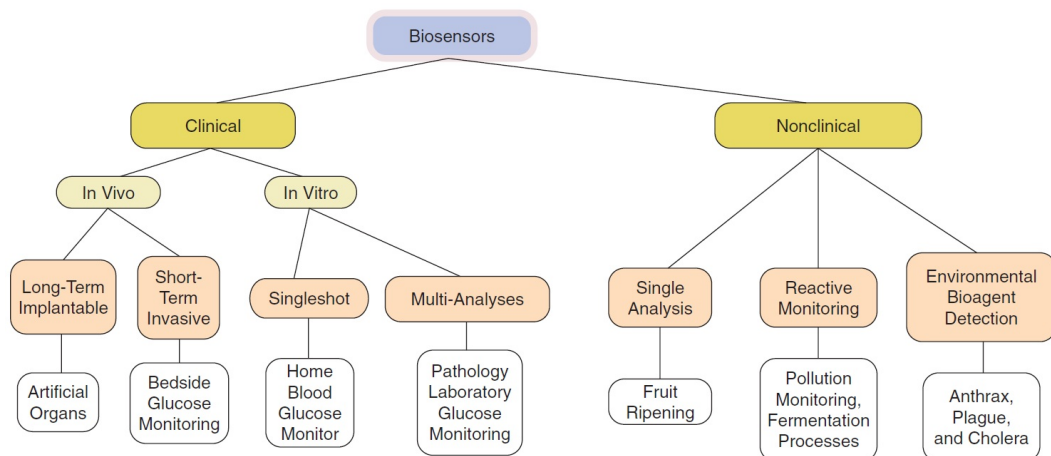 Biosensors
Clinical
Nonclinical
In Vivo
In Vitro
Long-Term
Implantable
Short-
Term
Invasive
Singleshot
Multi-Analyses
Single
Analysis
Reactive
Monitoring
Environmental
Bioagent
Detection
Artificial
Organs
Bedside
Glucose
Monitoring
Home
Blood
Glucose
Monitor
Pathology
Laboratory
Glucose
Monitoring
Fruit
Ripening
Pollution
Monitoring,
Fermentation
Processes
Anthrax,
Plague,
and Cholera